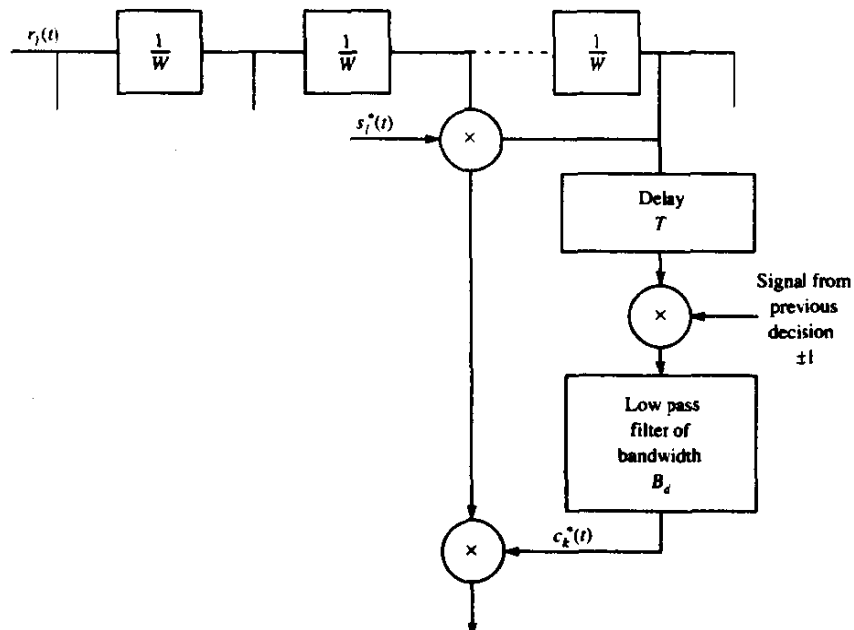 r_l(t)
1/W
1/W
1/W
s_l^*(t)
×
Delay
T
×
Signal from
previous
decision
±1
Low pass
filter of
bandwidth
B_d
×
c_k^*(t)